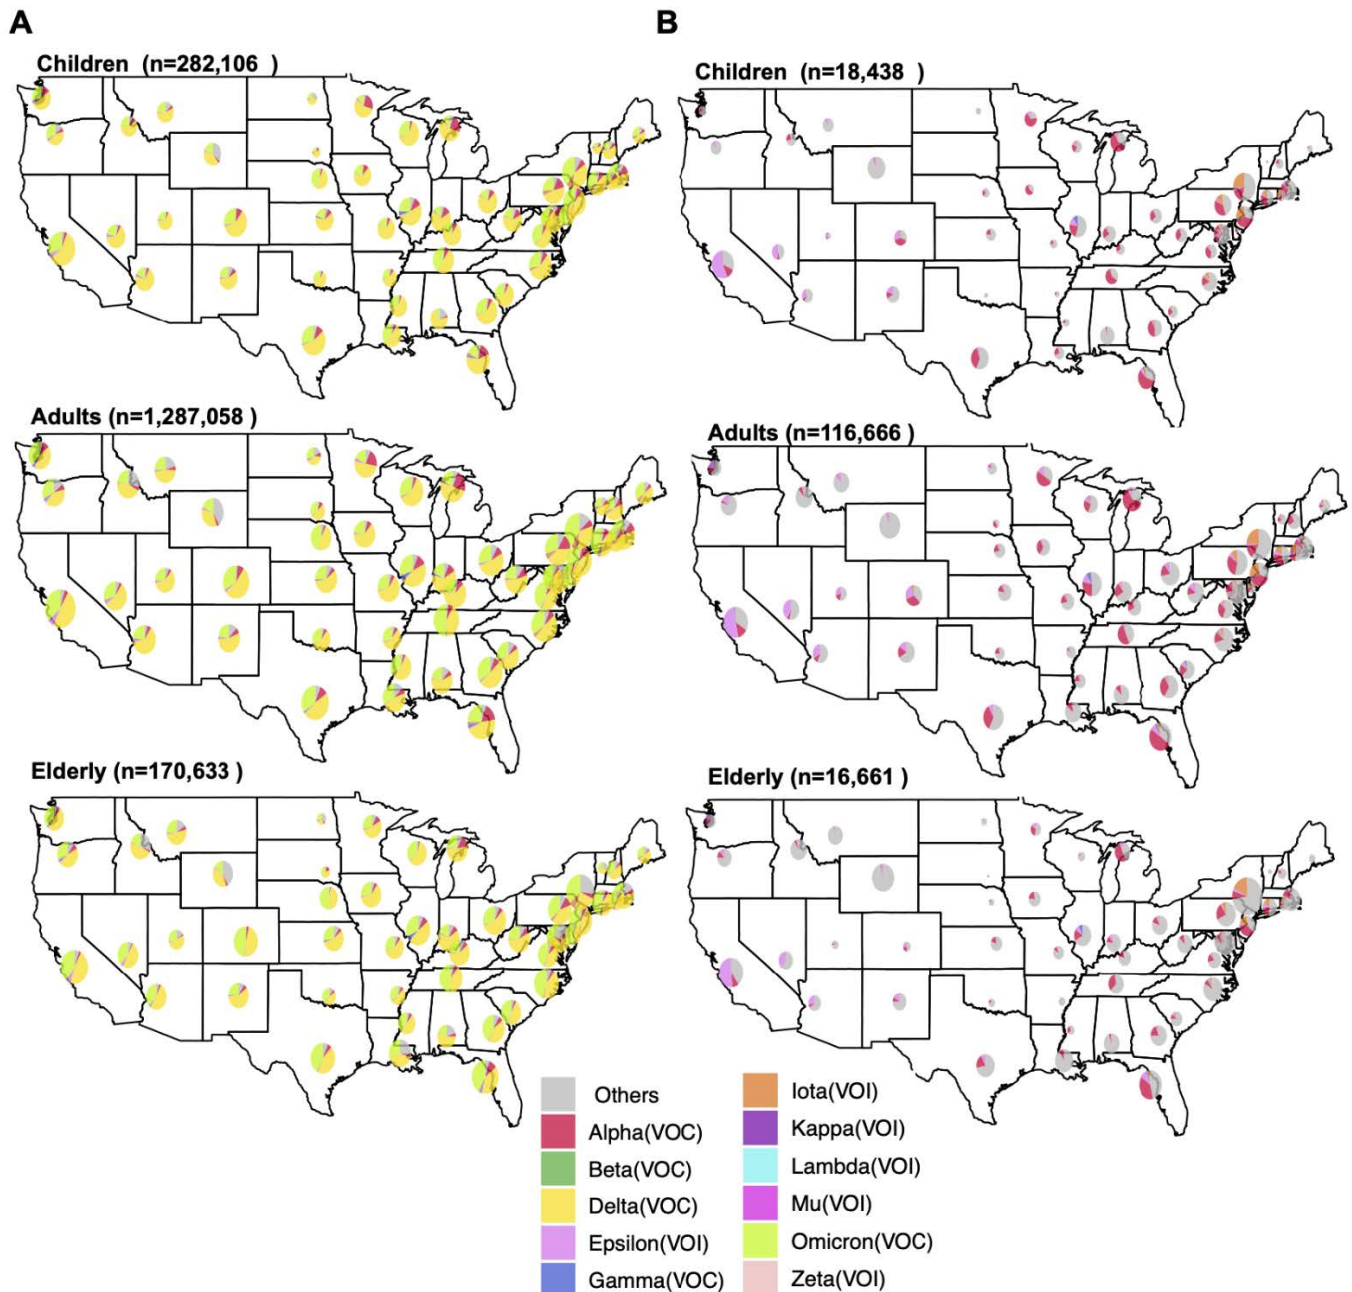 A
B
Children (n=282,106 )
Children (n=18,438 )
Adults (n=1,287,058 )
Adults (n=116,666 )
Elderly (n=170,633 )
Elderly (n=16,661 )
Others
Alpha(VOC)
Beta(VOC)
Delta(VOC)
Epsilon(VOI)
Gamma(VOC)
Iota(VOI)
Kappa(VOI)
Lambda(VOI)
Mu(VOI)
Omicron(VOC)
Zeta(VOI)